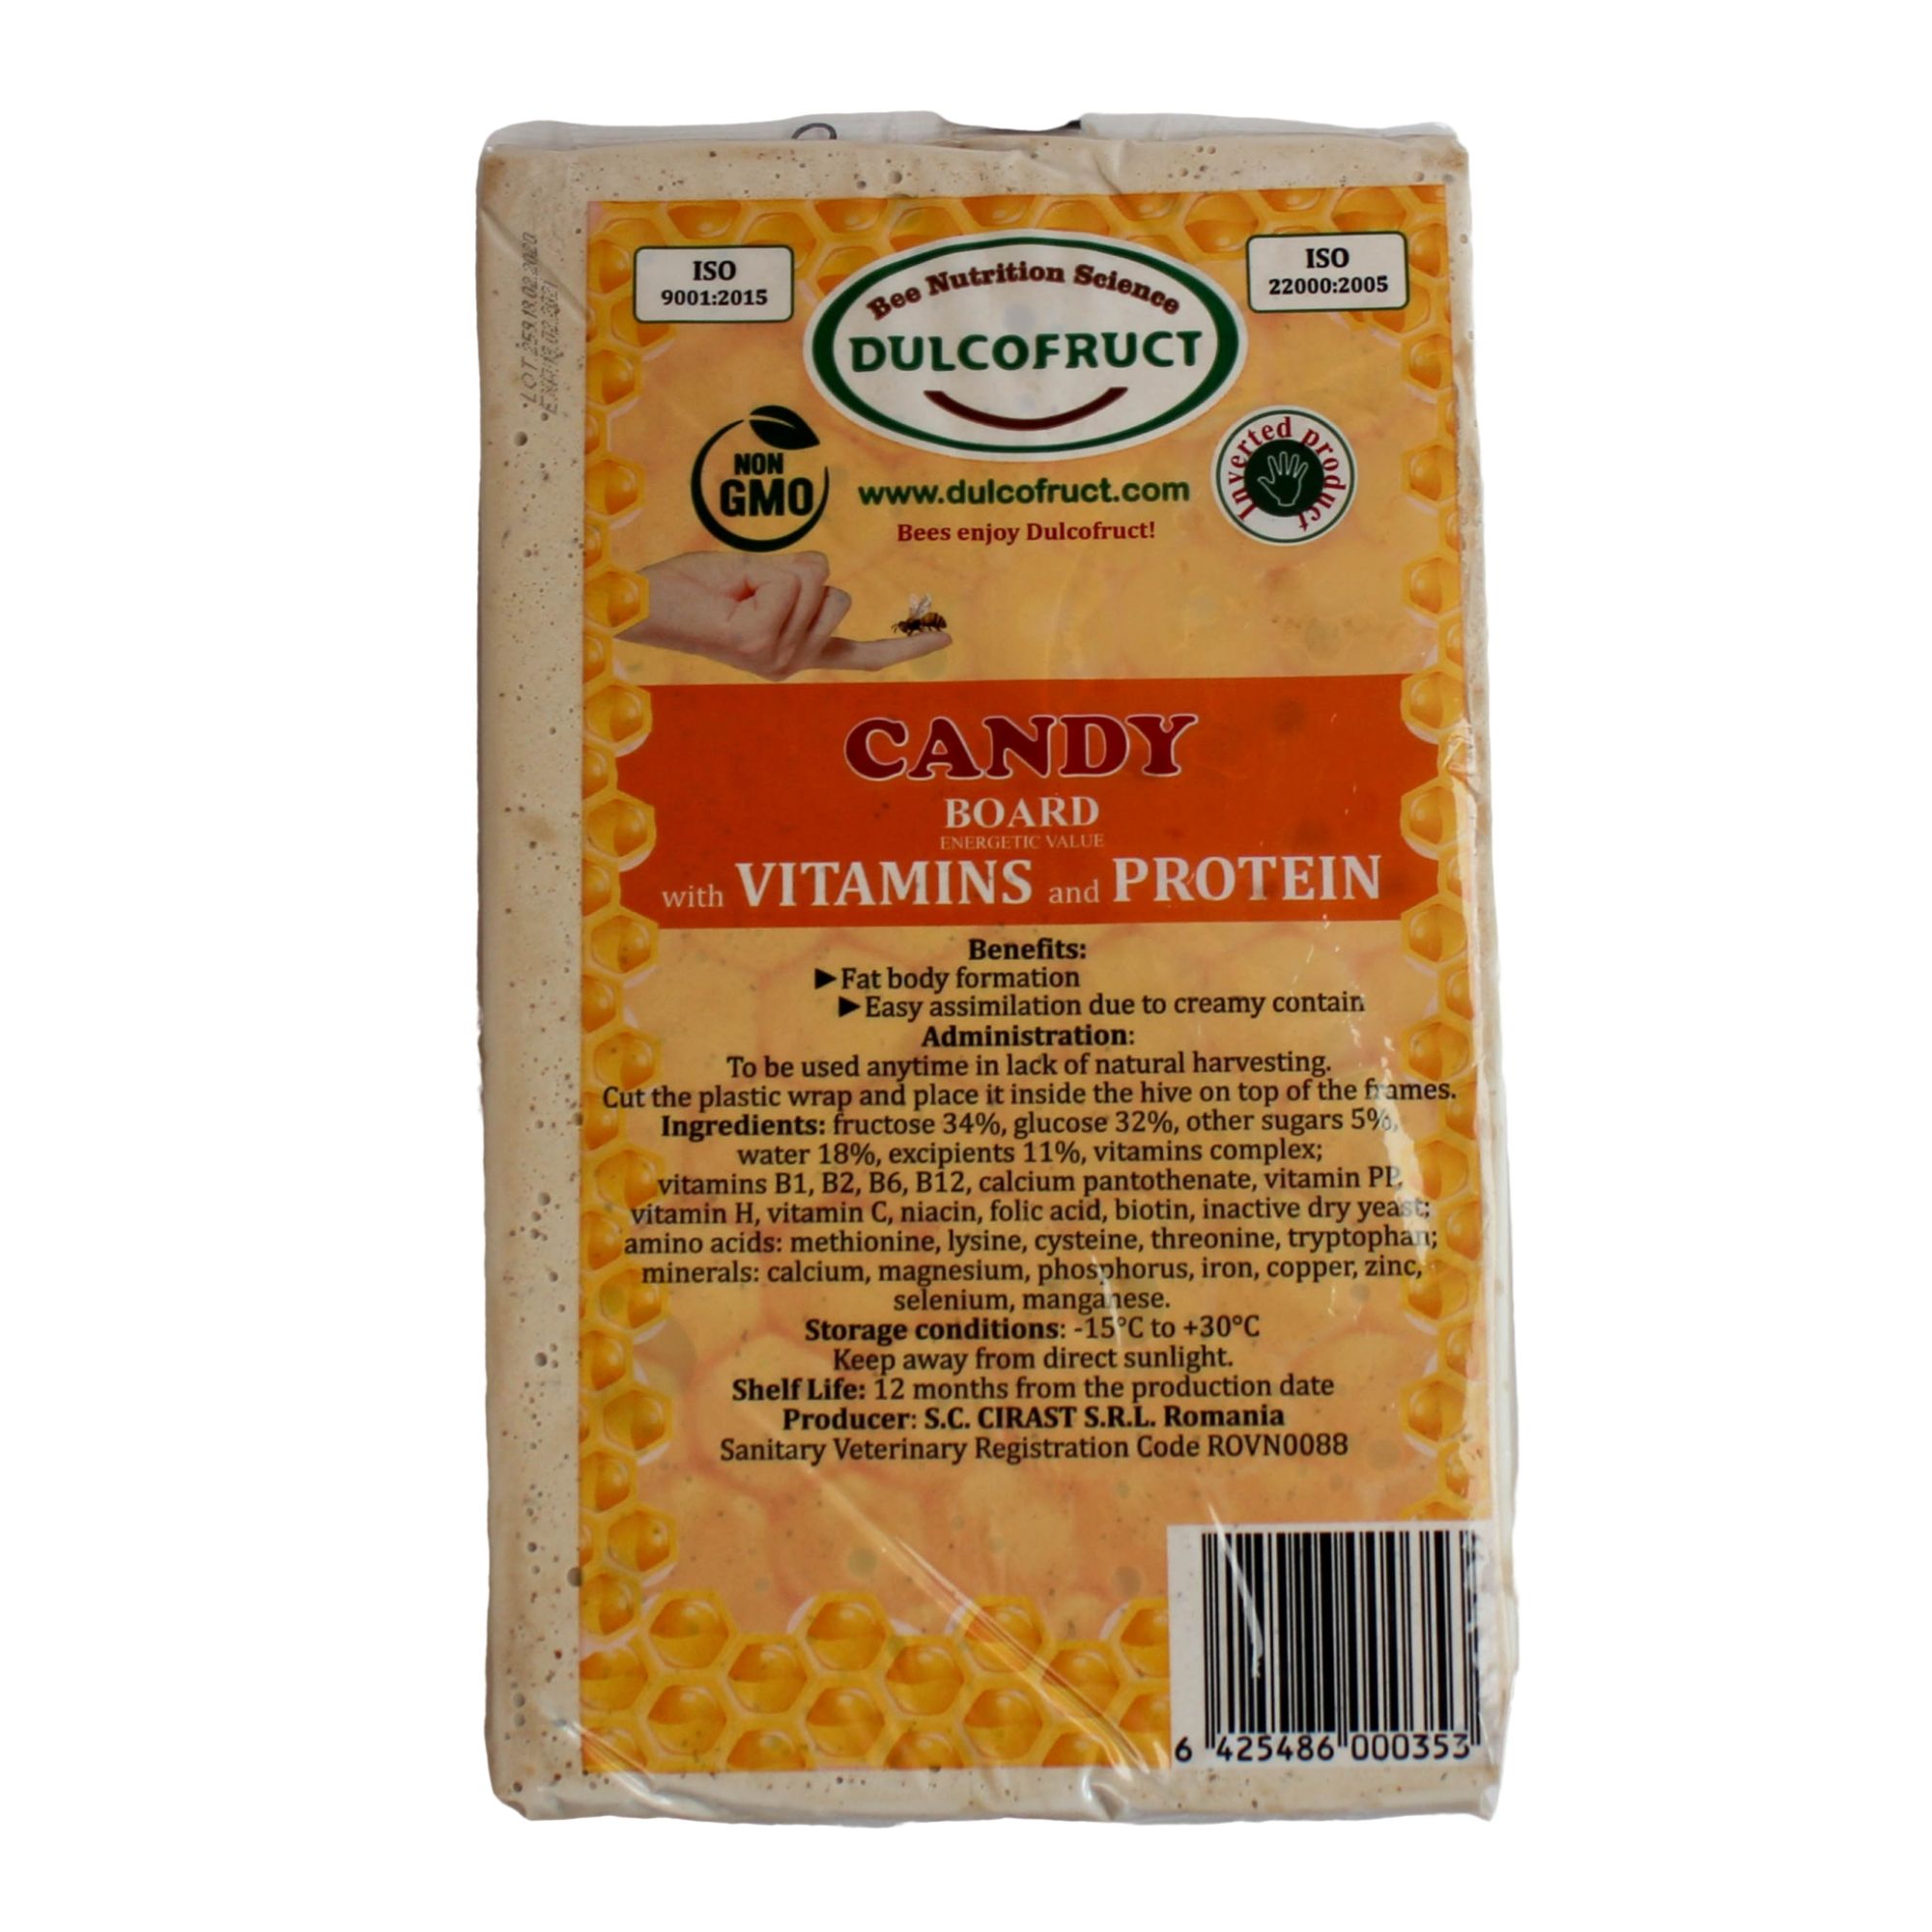 LOT 259 18.02.2020
ISO
9001:2015
Bee Nutrition Science
DULCOFRUCT
ISO
22000:2005
NON
GMO
www.dulcofruct.com
Bees enjoy Dulcofruct!
Inverted product
CANDY
BOARD
ENERGETIC VALUE
with VITAMINS and PROTEIN
Benefits:
▶Fat body formation
▶Easy assimilation due to creamy contain
Administration:
To be used anytime in lack of natural harvesting.
Cut the plastic wrap and place it inside the hive on top of the frames.
Ingredients: fructose 34%, glucose 32%, other sugars 5%,
water 18%, excipients 11%, vitamins complex;
vitamins B1, B2, B6, B12, calcium pantothenate, vitamin PP,
vitamin H, vitamin C, niacin, folic acid, biotin, inactive dry yeast;
amino acids: methionine, lysine, cysteine, threonine, tryptophan;
minerals: calcium, magnesium, phosphorus, iron, copper, zinc,
selenium, manganese.
Storage conditions: -15°C to +30°C
Keep away from direct sunlight.
Shelf Life: 12 months from the production date
Producer: S.C. CIRAST S.R.L. Romania
Sanitary Veterinary Registration Code ROVN0088
6 425486 000353